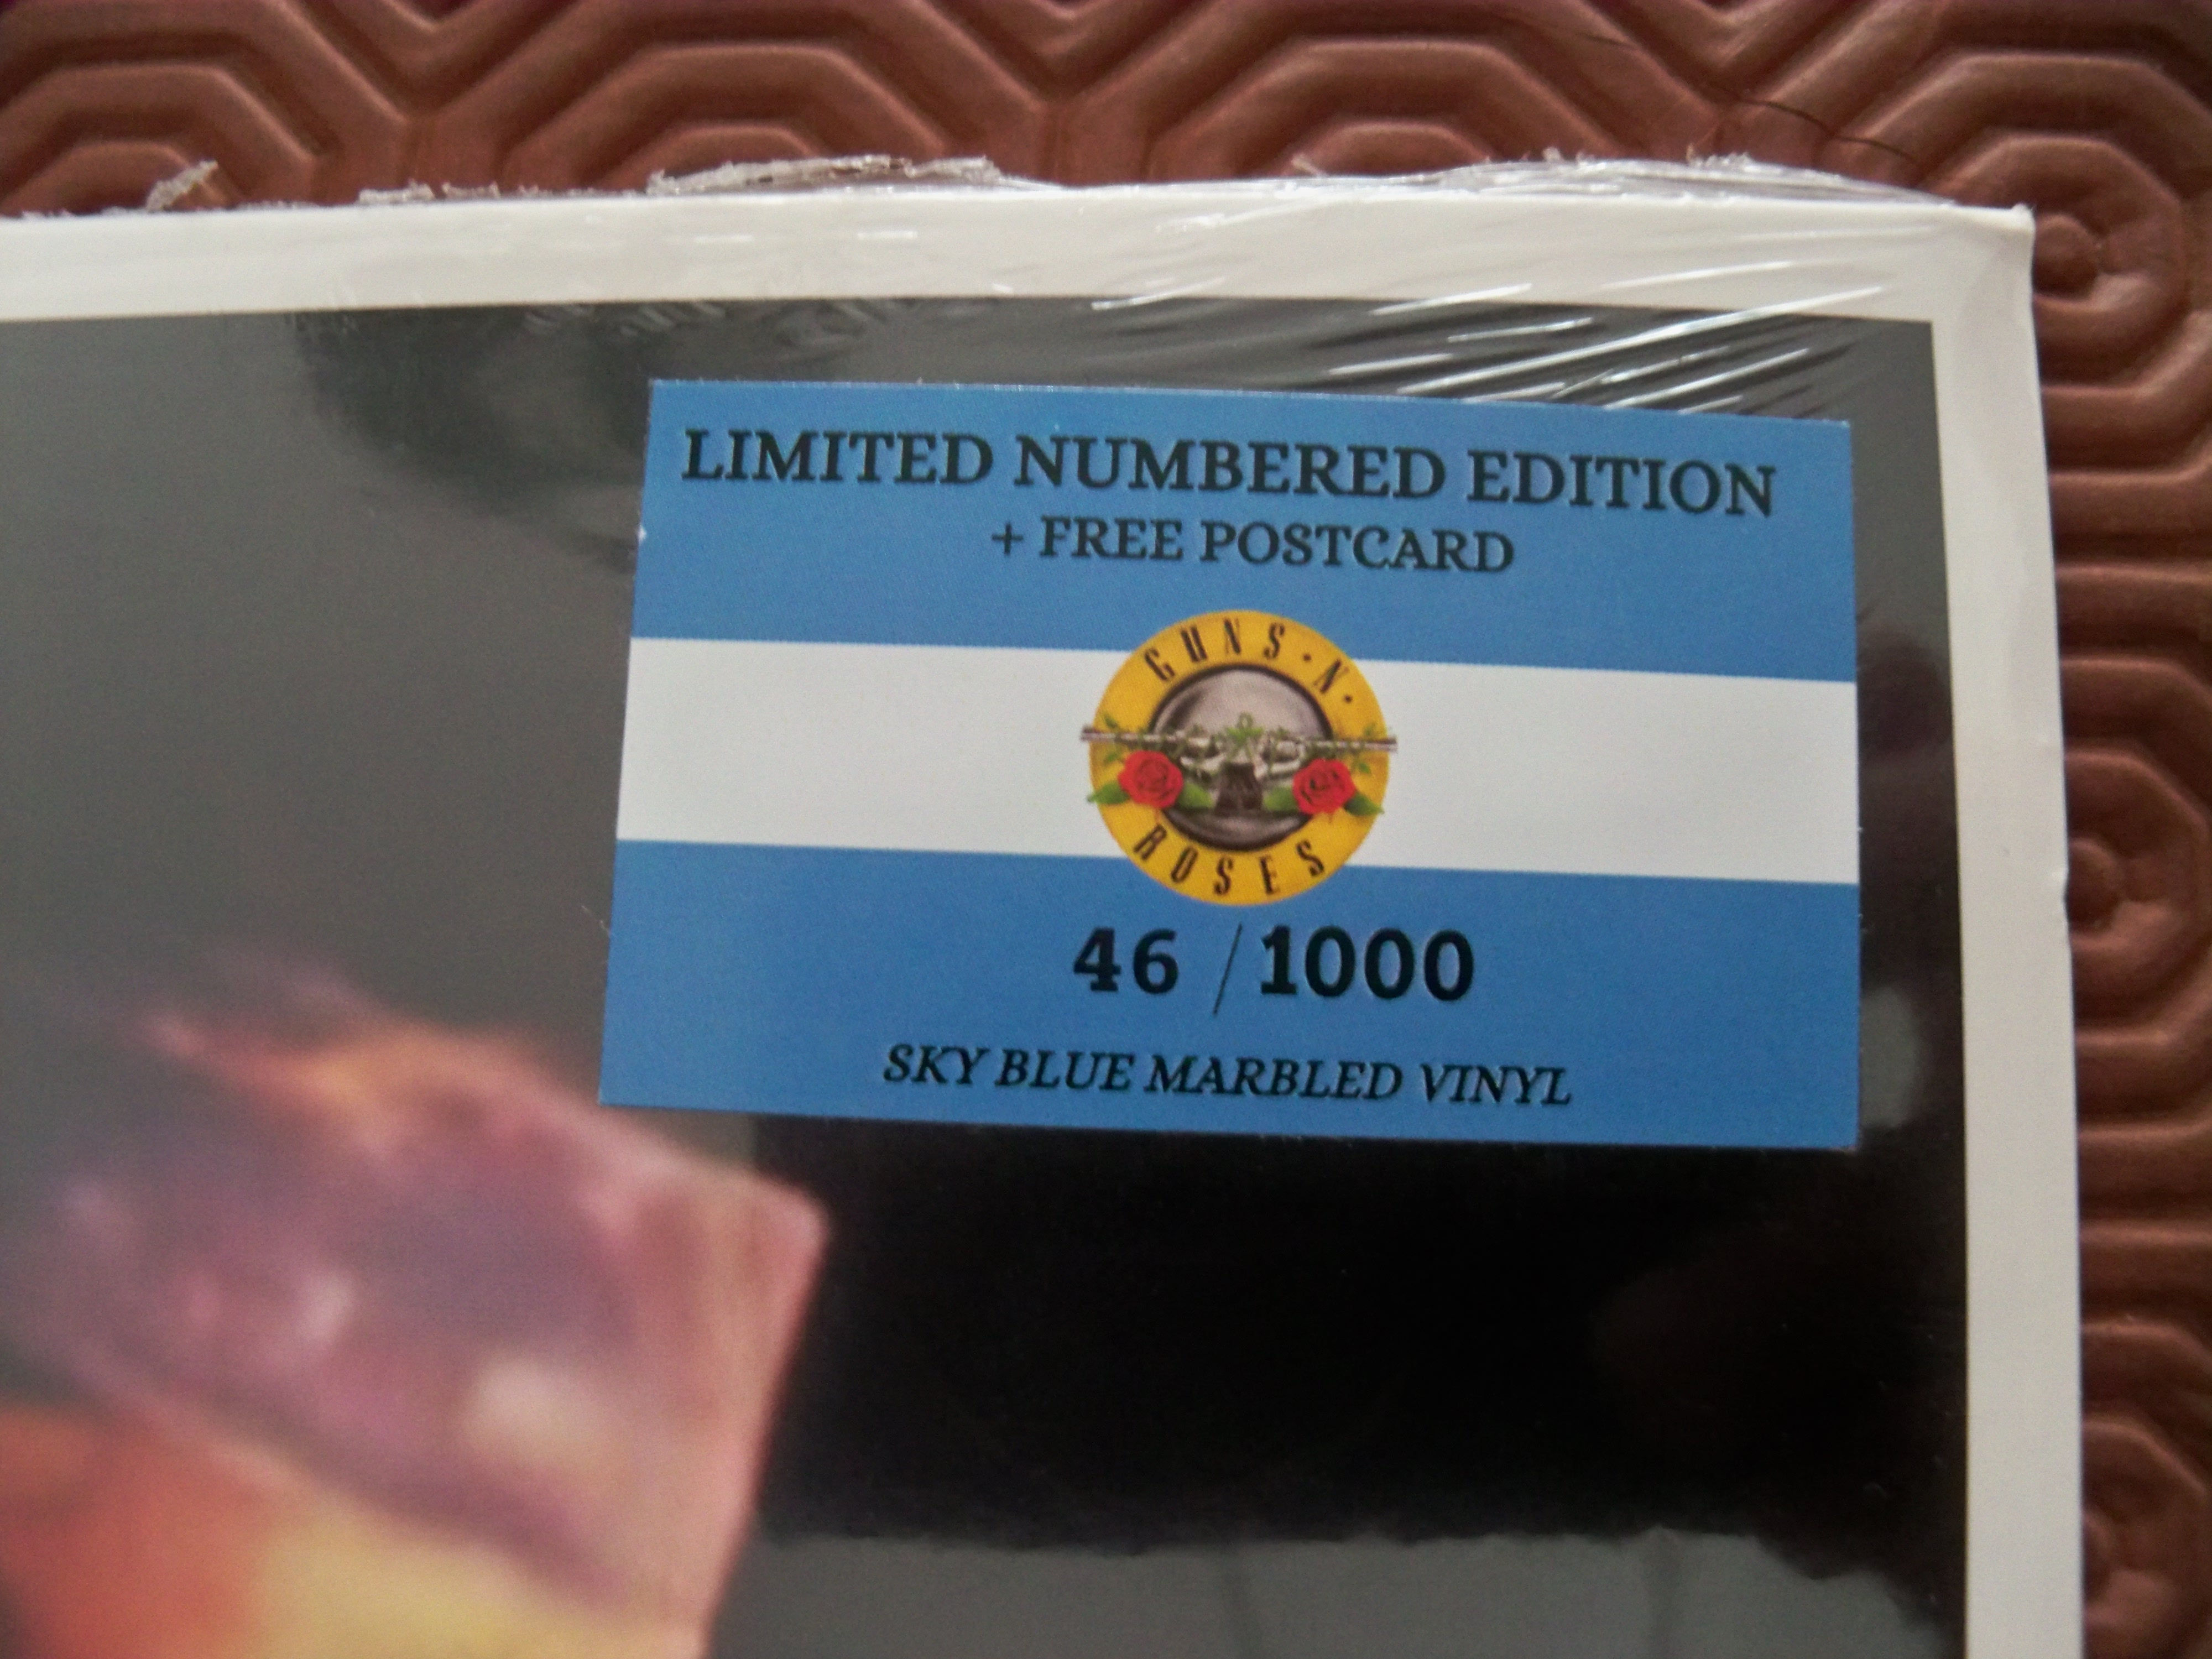 LIMITED NUMBERED EDITION
+ FREE POSTCARD
GUNS · N ·
ROSES
46 / 1000
SKY BLUE MARBLED VINYL